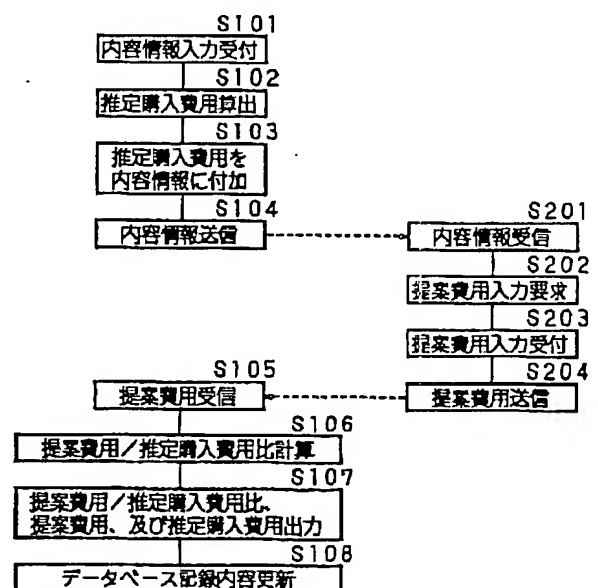 S101
内容情報入力受付
S102
推定購入費用算出
S103
推定購入費用を
内容情報に付加
S104
内容情報送信
S201
内容情報受信
S202
提案費用入力要求
S203
提案費用入力受付
S204
提案費用送信
S105
提案費用受信
S106
提案費用/推定購入費用比計算
S107
提案費用/推定購入費用比、
提案費用、及び推定購入費用出力
S108
データベース記録内容更新